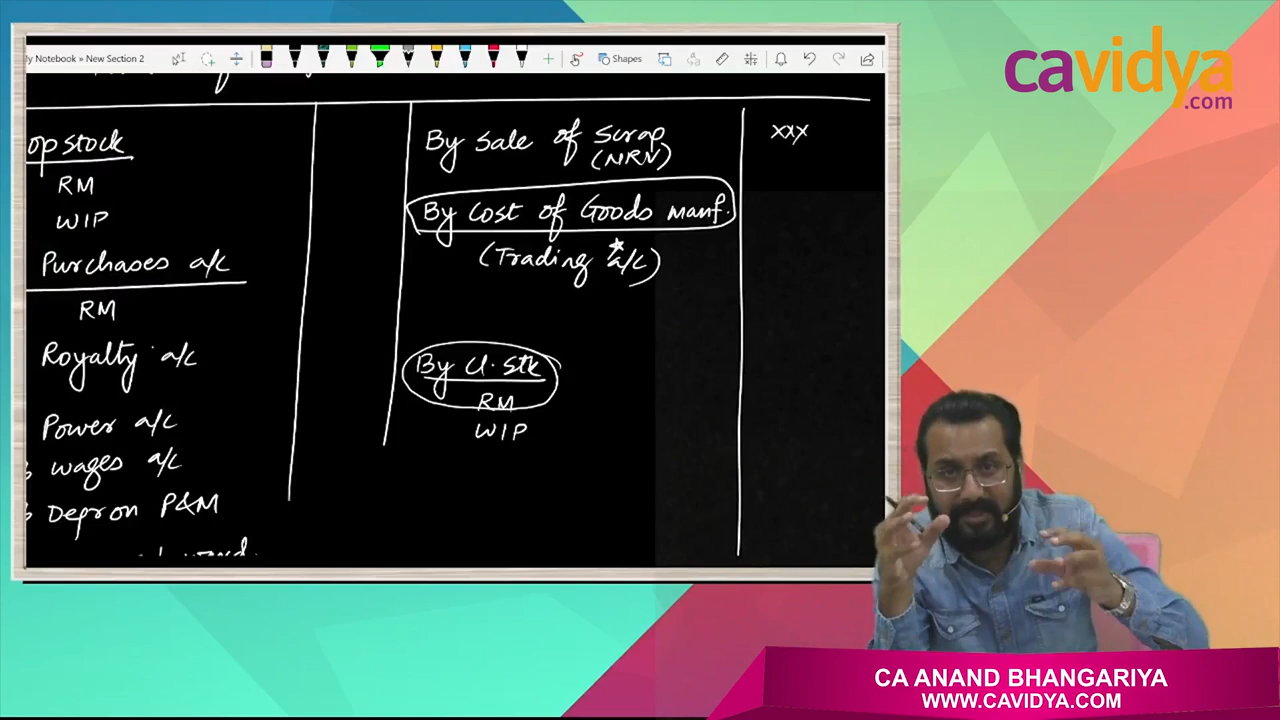 cavidya
.com
y Notebook » New Section 2
Shapes
op stock
RM
WIP
Purchases a/c
RM
Royalty a/c
Power a/c
wages a/c
Depron P&M
By Sale of Scrap
(NRV)
By Cost of Goods manf.
(Trading a/c)
By Cl. Stk
RM
WIP
xxx
CA ANAND BHANGARIYA
WWW.CAVIDYA.COM